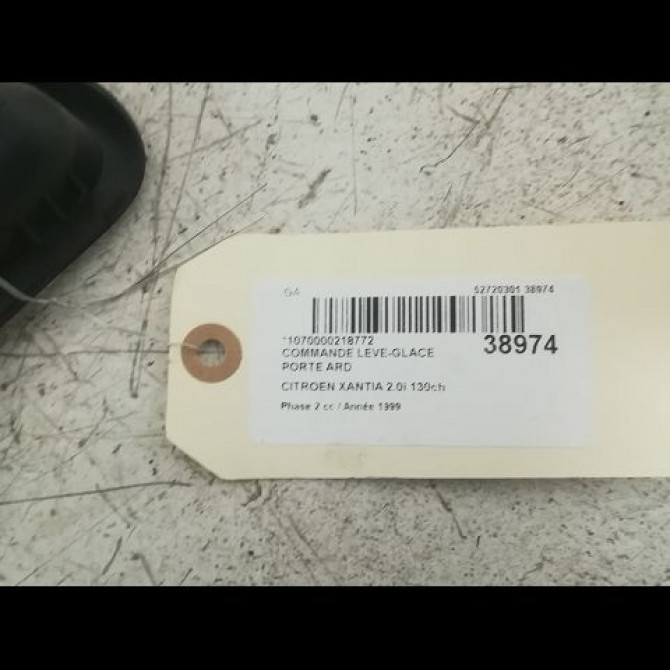 GA 52720301 38974
*1070000218772 38974
COMMANDE LEVE-GLACE
PORTE ARD
CITROEN XANTIA 2.0i 130ch
Phase 2 cc / Année 1999